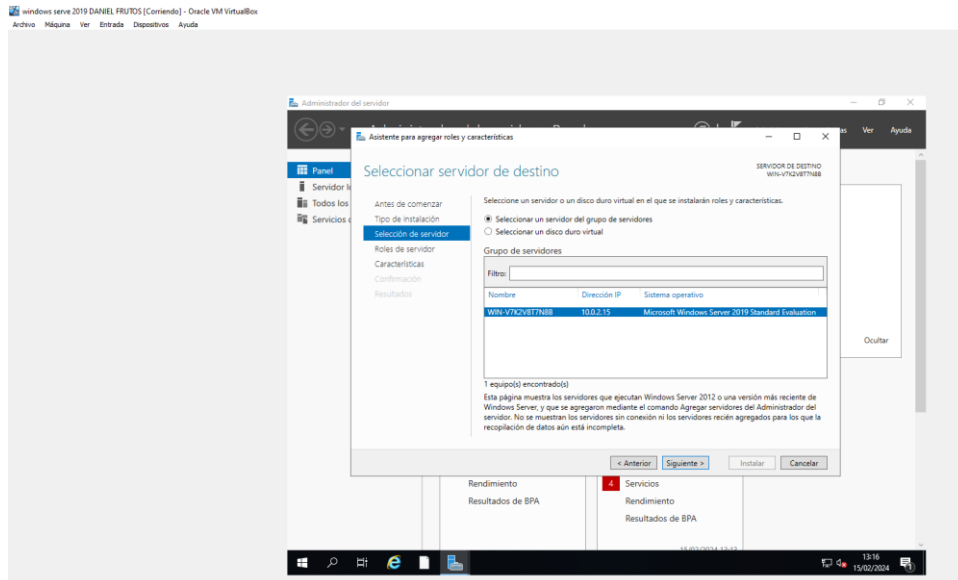 windows serve 2019 DANIEL FRUTOS [Corriendo] - Oracle VM VirtualBox
Archivo Máquina Ver Entrada Dispositivos Ayuda
Administrador del servidor
Ver Ayuda
Asistente para agregar roles y características
Seleccionar servidor de destino
SERVIDOR DE DESTINO
WIN-V7K2V8T7N8B
Panel
Servidor
Todos los
Servicios
Antes de comenzar
Tipo de instalación
Selección de servidor
Roles de servidor
Características
Confirmación
Resultados
Seleccione un servidor o un disco duro virtual en el que se instalarán roles y características.
Seleccionar un servidor del grupo de servidores
Seleccionar un disco duro virtual
Grupo de servidores
Filtro:
Nombre Dirección IP Sistema operativo
WIN-V7K2V8T7N8B 10.0.2.15 Microsoft Windows Server 2019 Standard Evaluation
1 equipo(s) encontrado(s)
Esta página muestra los servidores que ejecutan Windows Server 2012 o una versión más reciente de
Windows Server, y que se agregaron mediante el comando Agregar servidores del Administrador del
servidor. No se muestran los servidores sin conexión ni los servidores recién agregados para los que la
recopilación de datos aún está incompleta.
Ocultar
< Anterior Siguiente > Instalar Cancelar
Rendimiento
Resultados de BPA
4 Servicios
Rendimiento
Resultados de BPA
13:16
15/02/2024